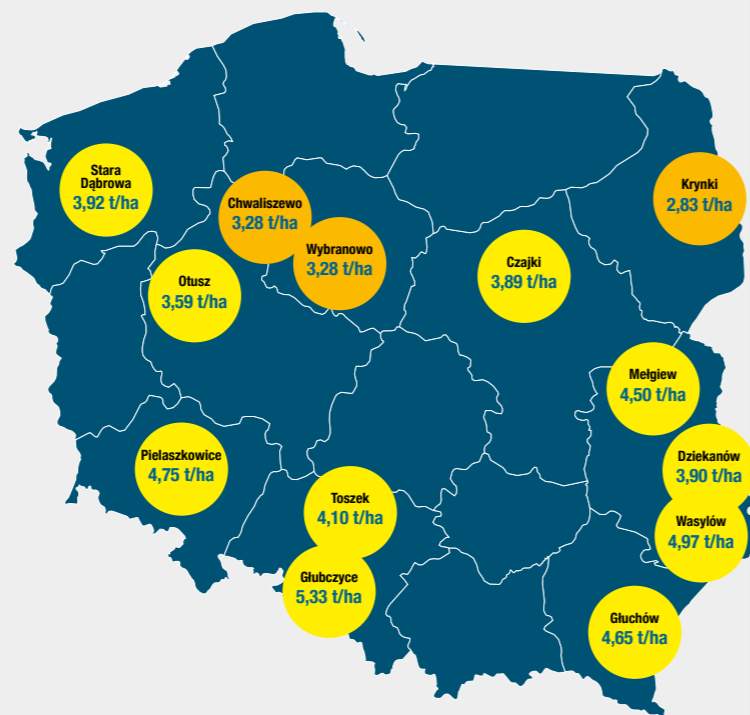 Stara
Dąbrowa
3,92 t/ha
Chwaliszewo
3,28 t/ha
Krynki
2,83 t/ha
Wybranowo
3,28 t/ha
Otusz
3,59 t/ha
Czajki
3,89 t/ha
Mełgiew
4,50 t/ha
Pielaszkowice
4,75 t/ha
Dziekanów
3,90 t/ha
Toszek
4,10 t/ha
Wasylów
4,97 t/ha
Głubczyce
5,33 t/ha
Głuchów
4,65 t/ha